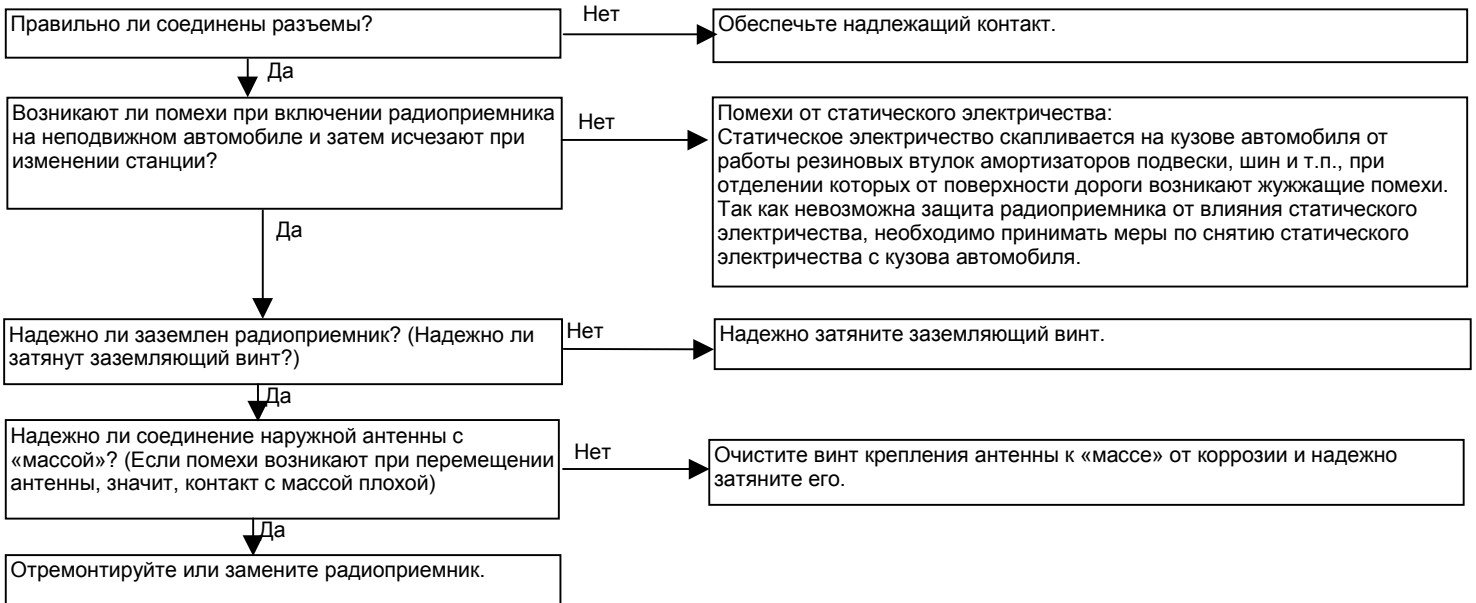 Правильно ли соединены разъемы?
Нет
Обеспечьте надлежащий контакт.
Да
Возникают ли помехи при включении радиоприемника
на неподвижном автомобиле и затем исчезают при
изменении станции?
Нет
Помехи от статического электричества:
Статическое электричество скапливается на кузове автомобиля от
работы резиновых втулок амортизаторов подвески, шин и т.п., при
отделении которых от поверхности дороги возникают жужжащие помехи.
Так как невозможна защита радиоприемника от влияния статического
электричества, необходимо принимать меры по снятию статического
электричества с кузова автомобиля.
Да
Надежно ли заземлен радиоприемник? (Надежно ли
затянут заземляющий винт?)
Нет
Надежно затяните заземляющий винт.
Да
Надежно ли соединение наружной антенны с
«массой»? (Если помехи возникают при перемещении
антенны, значит, контакт с массой плохой)
Нет
Очистите винт крепления антенны к «массе» от коррозии и надежно
затяните его.
Да
Отремонтируйте или замените радиоприемник.